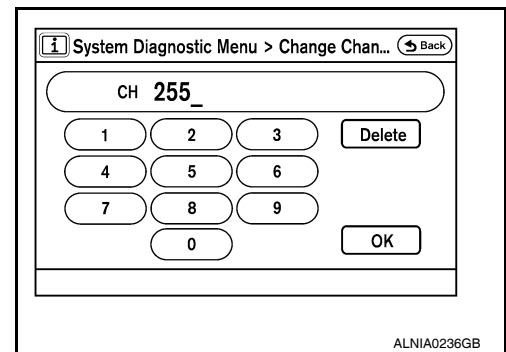 i System Diagnostic Menu > Change Chan... Back
CH 255_
1 2 3 Delete
4 5 6
7 8 9
0 OK
ALNIA0236GB